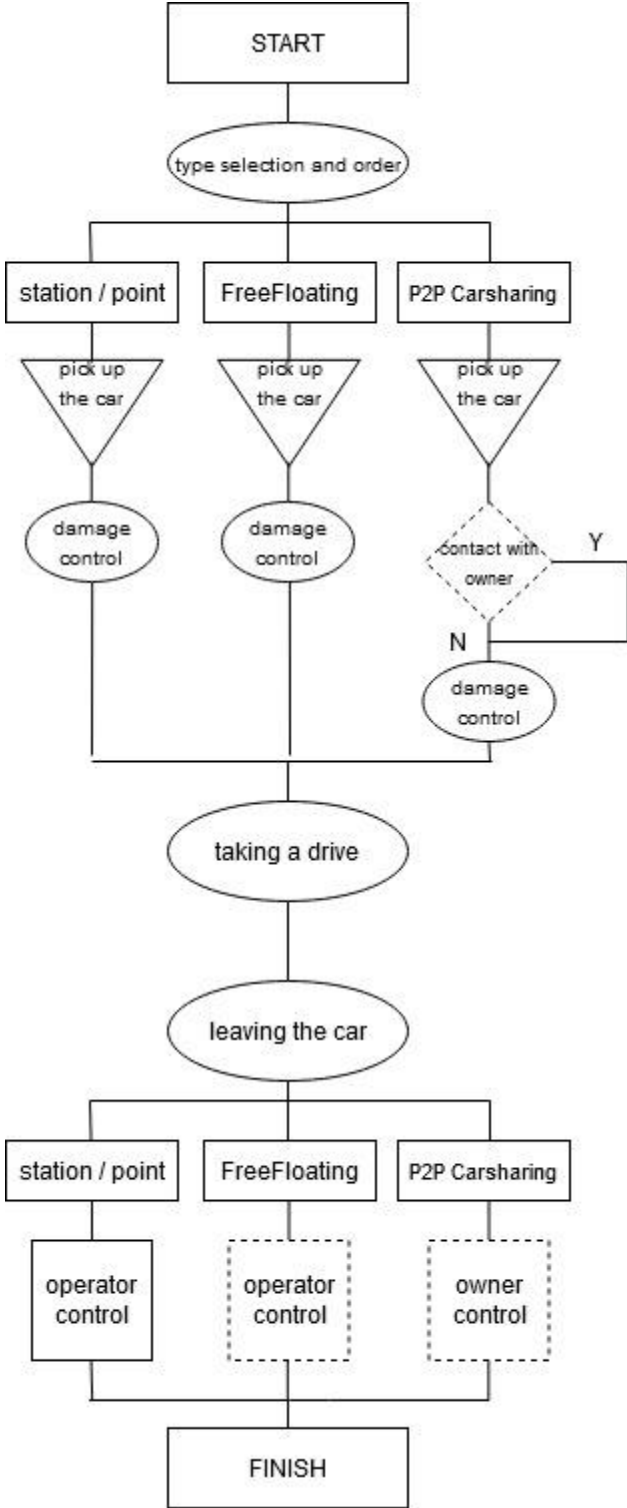 START
type selection and order
station / point
FreeFloating
P2P Carsharing
pick up
the car
pick up
the car
pick up
the car
damage
control
damage
control
contact with
owner
Y
N
damage
control
taking a drive
leaving the car
station / point
FreeFloating
P2P Carsharing
operator
control
operator
control
owner
control
FINISH